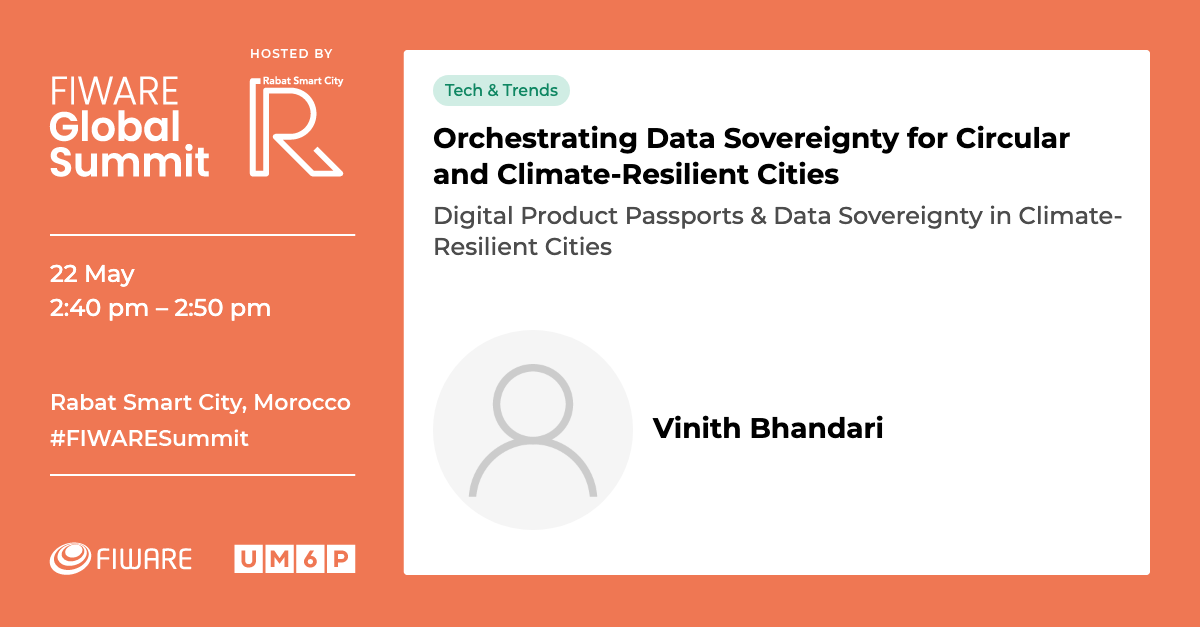 HOSTED BY
FIWARE
Global
Summit
Rabat Smart City
R
22 May
2:40 pm – 2:50 pm
Rabat Smart City, Morocco
#FIWARESummit
FIWARE
UM6P
Tech & Trends
Orchestrating Data Sovereignty for Circular
and Climate-Resilient Cities
Digital Product Passports & Data Sovereignty in Climate-
Resilient Cities
Vinith Bhandari